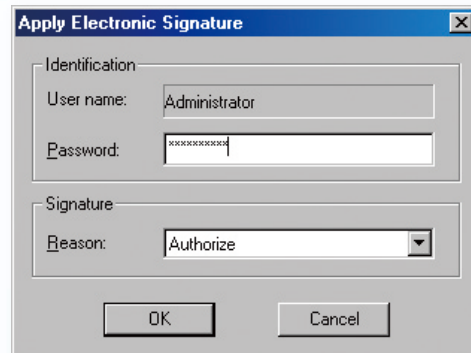 Apply Electronic Signature
Identification
User name: Administrator
Password: **********
Signature
Reason: Authorize
OK Cancel